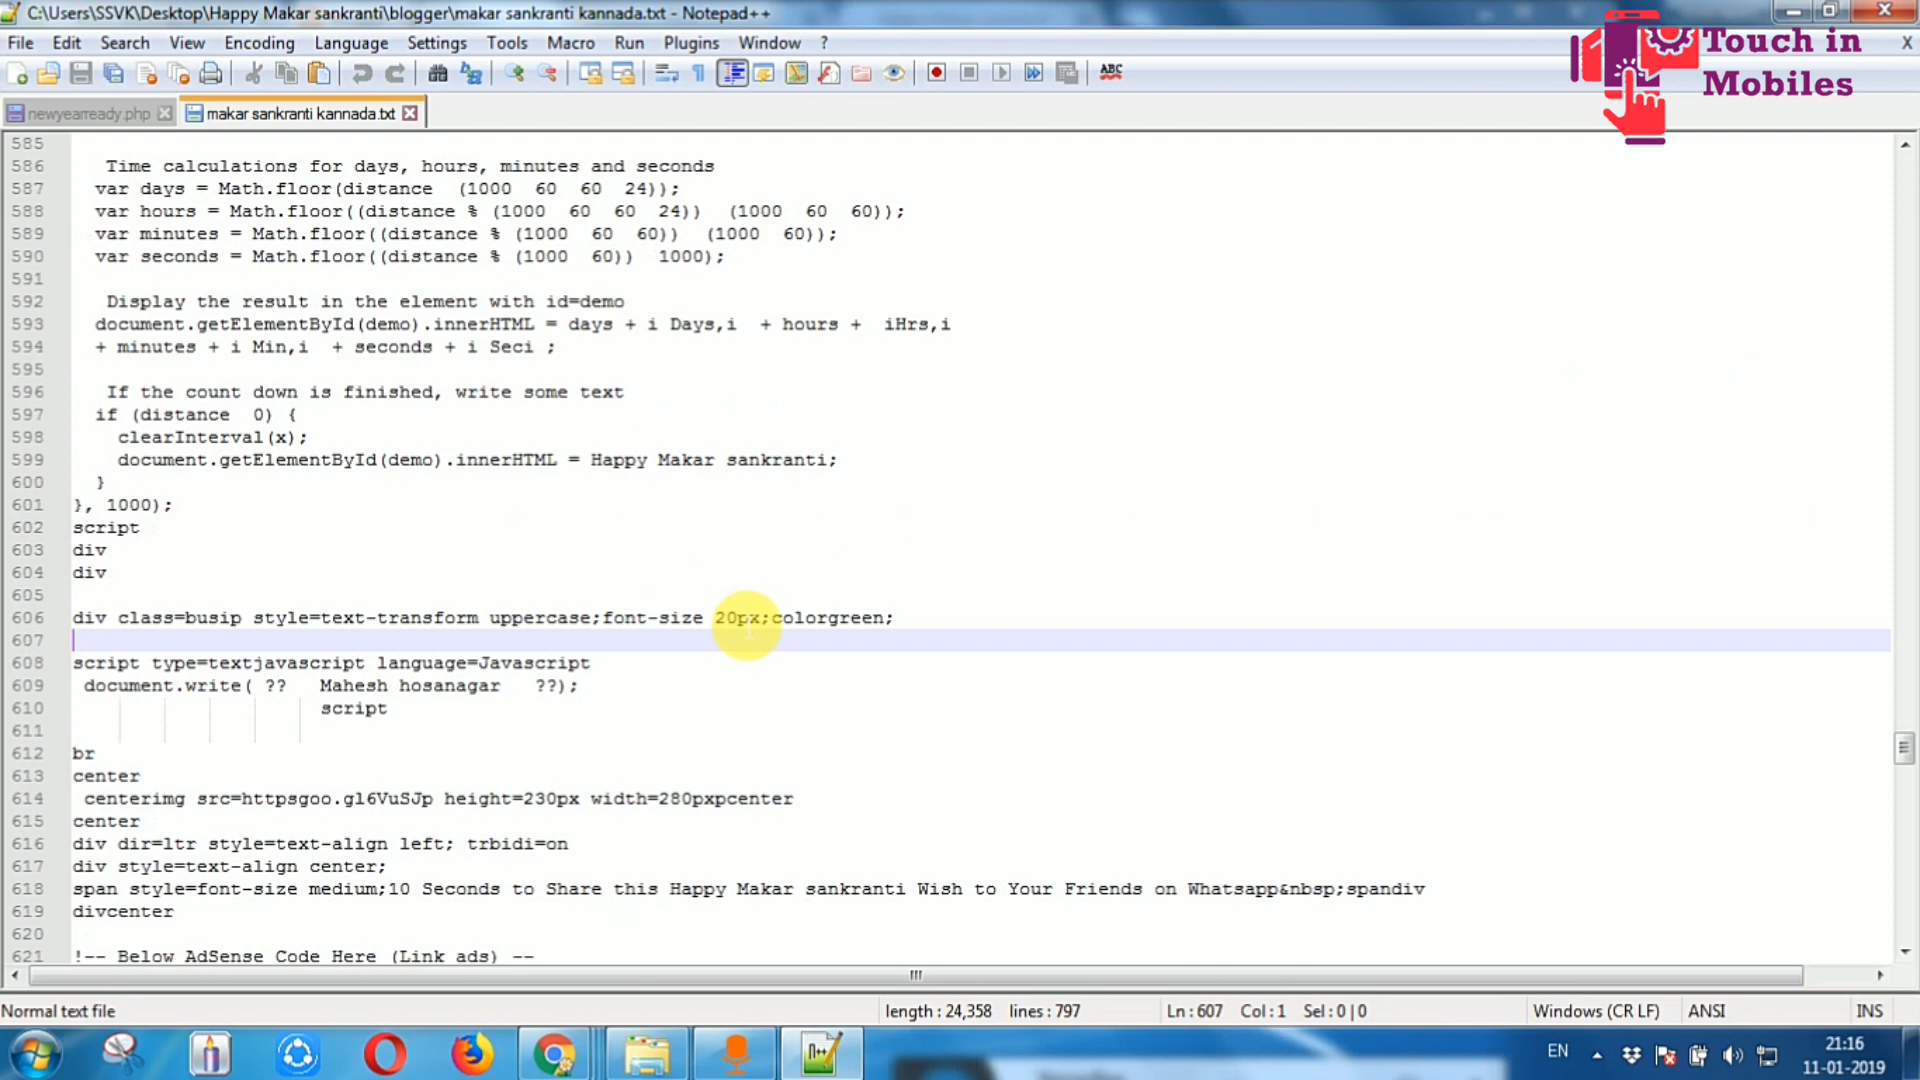 C:\Users\SSVK\Desktop\Happy Makar sankranti\blogger\makar sankranti kannada.txt - Notepad++
File Edit Search View Encoding Language Settings Tools Macro Run Plugins Window ? X
Touch in
Mobiles
ABC
newyearready.php makar sankranti kannada.txt
585
586 Time calculations for days, hours, minutes and seconds
587 var days = Math.floor(distance (1000 60 60 24));
588 var hours = Math.floor((distance % (1000 60 60 24)) (1000 60 60));
589 var minutes = Math.floor((distance % (1000 60 60)) (1000 60));
590 var seconds = Math.floor((distance % (1000 60)) 1000);
591
592 Display the result in the element with id=demo
593 document.getElementById(demo).innerHTML = days + i Days,i + hours + iHrs,i
594 + minutes + i Min,i + seconds + i Seci ;
595
596 If the count down is finished, write some text
597 if (distance 0) {
598 clearInterval(x);
599 document.getElementById(demo).innerHTML = Happy Makar sankranti;
600 }
601 }, 1000);
602 script
603 div
604 div
605
606 div class=busip style=text-transform uppercase;font-size 20px;colorgreen;
607
608 script type=textjavascript language=Javascript
609 document.write( ?? Mahesh hosanagar ??);
610 script
611
612 br
613 center
614 centerimg src=httpsgoo.gl6VuSJp height=230px width=280pxpcenter
615 center
616 div dir=ltr style=text-align left; trbidi=on
617 div style=text-align center;
618 span style=font-size medium;10 Seconds to Share this Happy Makar sankranti Wish to Your Friends on Whatsapp&nbsp;spandiv
619 divcenter
620
621 !-- Below AdSense Code Here (Link ads) --
Normal text file length : 24,358 lines : 797 Ln : 607 Col : 1 Sel : 0 | 0 Windows (CR LF) ANSI INS
EN 21:16
11-01-2019